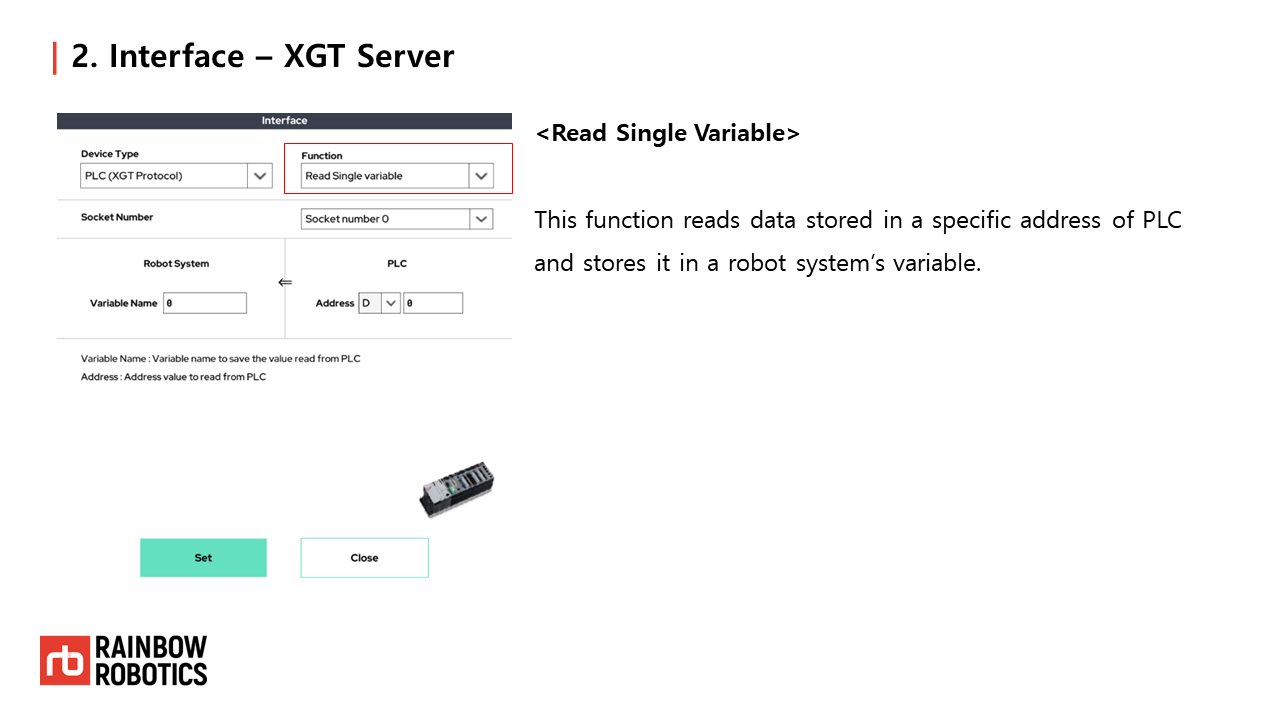 2. Interface – XGT Server
Interface
Device Type
PLC (XGT Protocol)
Function
Read Single variable
Socket Number
Socket number 0
Robot System
⇐
PLC
Variable Name 0
Address D 0
Variable Name : Variable name to save the value read from PLC
Address : Address value to read from PLC
Set
Close
<Read Single Variable>
This function reads data stored in a specific address of PLC
and stores it in a robot system’s variable.
rb
RAINBOW
ROBOTICS